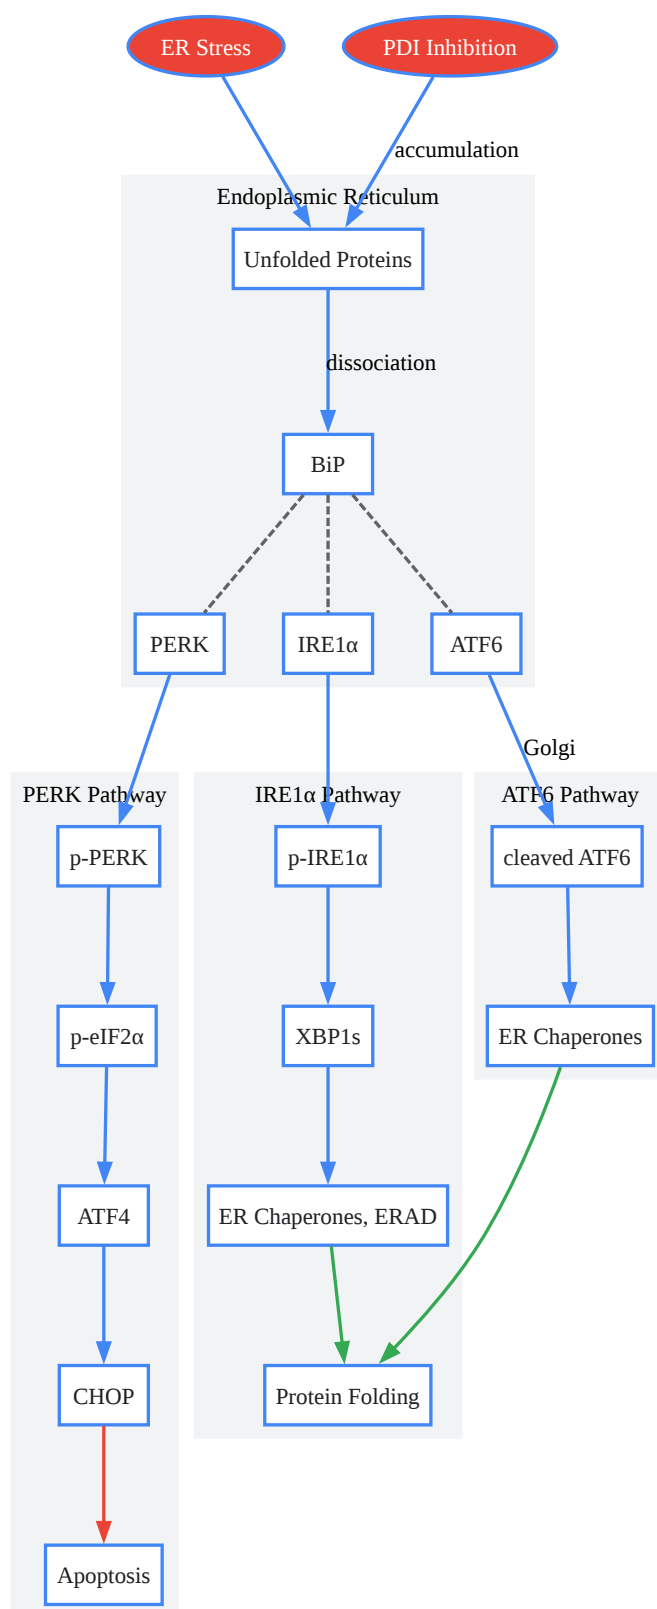 ER Stress
PDI Inhibition
accumulation
Endoplasmic Reticulum
Unfolded Proteins
dissociation
BiP
PERK
IRE1α
ATF6
Golgi
PERK Pathway
IRE1α Pathway
ATF6 Pathway
p-PERK
p-IRE1α
cleaved ATF6
p-eIF2α
XBP1s
ER Chaperones
ATF4
ER Chaperones, ERAD
CHOP
Protein Folding
Apoptosis